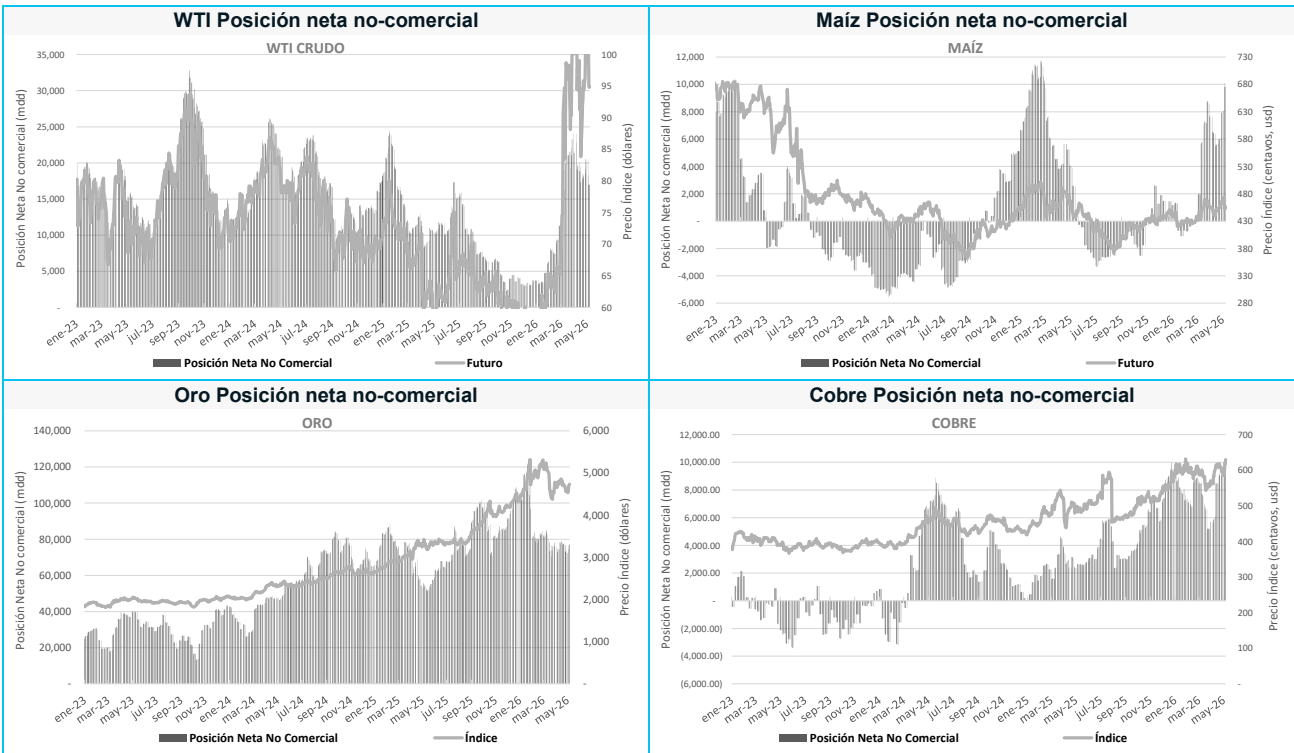 WTI Posición neta no-comercial
WTI CRUDO
Posición Neta No comercial (mdd)
35,000
30,000
25,000
20,000
15,000
10,000
5,000
-
100
95
90
85
80
75
70
65
60
Precio Índice (dólares)
ene-23
mar-23
may-23
jul-23
sep-23
nov-23
ene-24
mar-24
may-24
jul-24
sep-24
nov-24
ene-25
mar-25
may-25
jul-25
sep-25
nov-25
ene-26
mar-26
may-26
Posición Neta No Comercial
Futuro
Maíz Posición neta no-comercial
MAÍZ
Posición Neta No comercial (mdd)
12,000
10,000
8,000
6,000
4,000
2,000
-
-2,000
-4,000
-6,000
730
680
630
580
530
480
430
380
330
280
Precio Índice (centavos, usd)
ene-23
mar-23
may-23
jul-23
sep-23
nov-23
ene-24
mar-24
may-24
jul-24
sep-24
nov-24
ene-25
mar-25
may-25
jul-25
sep-25
nov-25
ene-26
mar-26
may-26
Posición Neta No Comercial
Futuro
Oro Posición neta no-comercial
ORO
Posición Neta No comercial (mdd)
140,000
120,000
100,000
80,000
60,000
40,000
20,000
-
6,000
5,000
4,000
3,000
2,000
1,000
-
Precio Índice (dólares)
ene-23
mar-23
may-23
jul-23
sep-23
nov-23
ene-24
mar-24
may-24
jul-24
sep-24
nov-24
ene-25
mar-25
may-25
jul-25
sep-25
nov-25
ene-26
mar-26
may-26
Posición Neta No Comercial
Índice
Cobre Posición neta no-comercial
COBRE
Posición Neta No comercial (mdd)
12,000.00
10,000.00
8,000.00
6,000.00
4,000.00
2,000.00
-
(2,000.00)
(4,000.00)
(6,000.00)
700
600
500
400
300
200
100
-
Precio Índice (centavos, usd)
ene-23
mar-23
may-23
jul-23
sep-23
nov-23
ene-24
mar-24
may-24
jul-24
sep-24
nov-24
ene-25
mar-25
may-25
jul-25
sep-25
nov-25
ene-26
mar-26
may-26
Posición Neta No Comercial
Índice